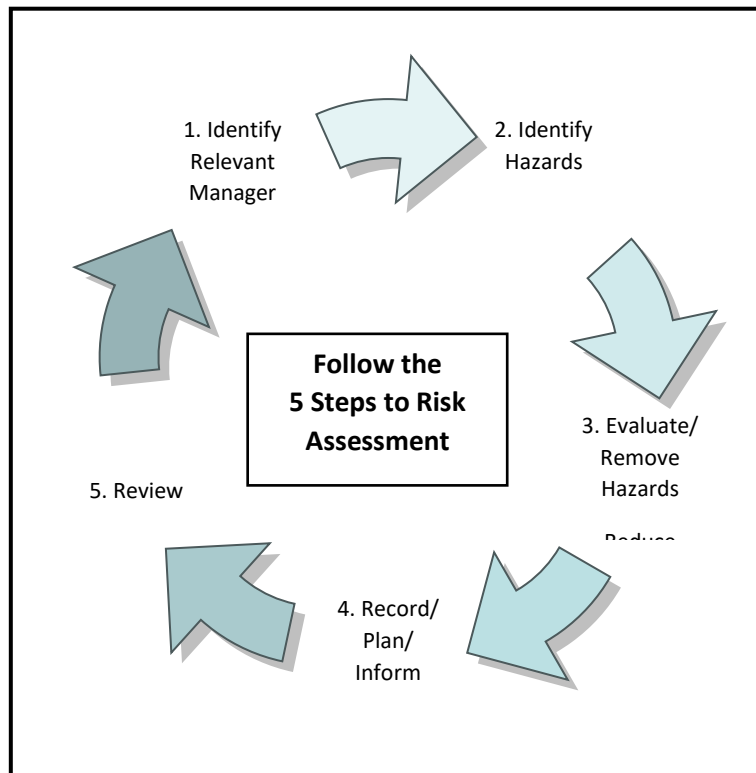 1. Identify
Relevant
Manager
2. Identify
Hazards
Follow the
5 Steps to Risk
Assessment
3. Evaluate/
Remove
Hazards
4. Record/
Plan/
Inform
5. Review